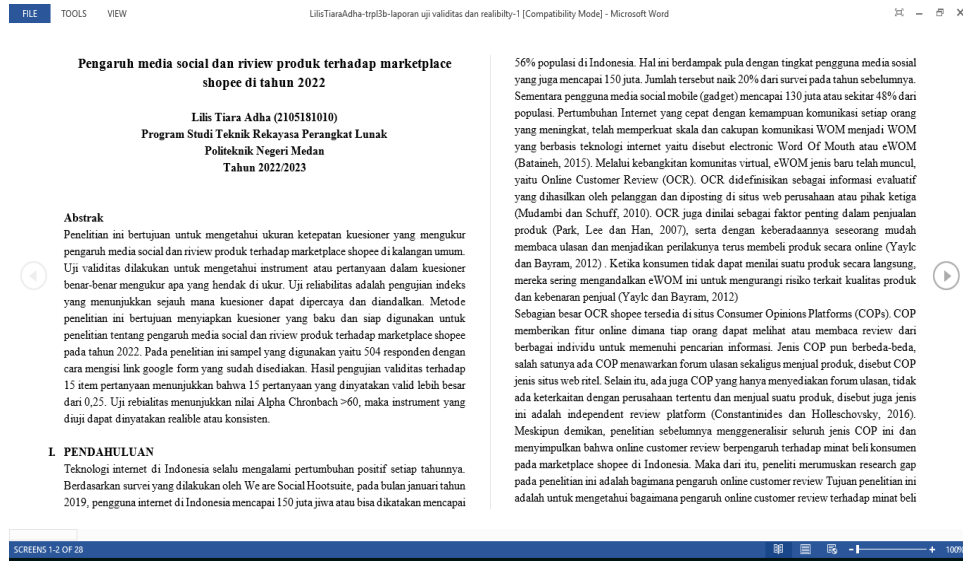 FILE TOOLS VIEW LilisTiaraAdha-trpl3b-laporan uji validitas dan realibilty-1 [Compatibility Mode] - Microsoft Word
Pengaruh media social dan riview produk terhadap marketplace
shopee di tahun 2022
Lilis Tiara Adha (2105181010)
Program Studi Teknik Rekayasa Perangkat Lunak
Politeknik Negeri Medan
Tahun 2022/2023
Abstrak
Penelitian ini bertujuan untuk mengetahui ukuran ketepatan kuesioner yang mengukur
pengaruh media social dan riview produk terhadap marketplace shopee di kalangan umum.
Uji validitas dilakukan untuk mengetahui instrument atau pertanyaan dalam kuesioner
benar-benar mengukur apa yang hendak di ukur. Uji reliabilitas adalah pengujian indeks
yang menunjukkan sejauh mana kuesioner dapat dipercaya dan diandalkan. Metode
penelitian ini bertujuan menyiapkan kuesioner yang baku dan siap digunakan untuk
penelitian tentang pengaruh media social dan riview produk terhadap marketplace shopee
pada tahun 2022. Pada penelitian ini sampel yang digunakan yaitu 504 responden dengan
cara mengisi link google form yang sudah disediakan. Hasil pengujian validitas terhadap
15 item pertanyaan menunjukkan bahwa 15 pertanyaan yang dinyatakan valid lebih besar
dari 0,25. Uji rebialitas menunjukkan nilai Alpha Chronbach >60, maka instrument yang
diuji dapat dinyatakan realible atau konsisten.
I. PENDAHULUAN
Teknologi internet di Indonesia selalu mengalami pertumbuhan positif setiap tahunnya.
Berdasarkan survei yang dilakukan oleh We are Social Hootsuite, pada bulan januari tahun
2019, pengguna internet di Indonesia mencapai 150 juta jiwa atau bisa dikatakan mencapai
56% populasi di Indonesia. Hal ini berdampak pula dengan tingkat pengguna media sosial
yang juga mencapai 150 juta. Jumlah tersebut naik 20% dari survei pada tahun sebelumnya.
Sementara pengguna media social mobile (gadget) mencapai 130 juta atau sekitar 48% dari
populasi. Pertumbuhan Internet yang cepat dengan kemampuan komunikasi setiap orang
yang meningkat, telah memperkuat skala dan cakupan komunikasi WOM menjadi WOM
yang berbasis teknologi internet yaitu disebut electronic Word Of Mouth atau eWOM
(Bataineh, 2015). Melalui kebangkitan komunitas virtual, eWOM jenis baru telah muncul,
yaitu Online Customer Review (OCR). OCR didefinisikan sebagai informasi evaluatif
yang dihasilkan oleh pelanggan dan diposting di situs web perusahaan atau pihak ketiga
(Mudambi dan Schuff, 2010). OCR juga dinilai sebagai faktor penting dalam penjualan
produk (Park, Lee dan Han, 2007), serta dengan keberadaannya seseorang mudah
membaca ulasan dan menjadikan perilakunya terus membeli produk secara online (Yaylc
dan Bayram, 2012) . Ketika konsumen tidak dapat menilai suatu produk secara langsung,
mereka sering mengandalkan eWOM ini untuk mengurangi risiko terkait kualitas produk
dan kebenaran penjual (Yaylc dan Bayram, 2012)
Sebagian besar OCR shopee tersedia di situs Consumer Opinions Platforms (COPs). COP
memberikan fitur online dimana tiap orang dapat melihat atau membaca review dari
berbagai individu untuk memenuhi pencarian informasi. Jenis COP pun berbeda-beda,
salah satunya ada COP menawarkan forum ulasan sekaligus menjual produk, disebut COP
jenis situs web ritel. Selain itu, ada juga COP yang hanya menyediakan forum ulasan, tidak
ada keterkaitan dengan perusahaan tertentu dan menjual suatu produk, disebut juga jenis
ini adalah independent review platform (Constantinides dan Holleschovsky, 2016).
Meskipun demikan, penelitian sebelumnya menggeneralisir seluruh jenis COP ini dan
menyimpulkan bahwa online customer review berpengaruh terhadap minat beli konsumen
pada marketplace shopee di Indonesia. Maka dari itu, peneliti merumuskan research gap
pada penelitian ini adalah bagimana pengaruh online customer review Tujuan penelitian ini
adalah untuk mengetahui bagaimana pengaruh online customer review terhadap minat beli
SCREENS 1-2 OF 28 100%